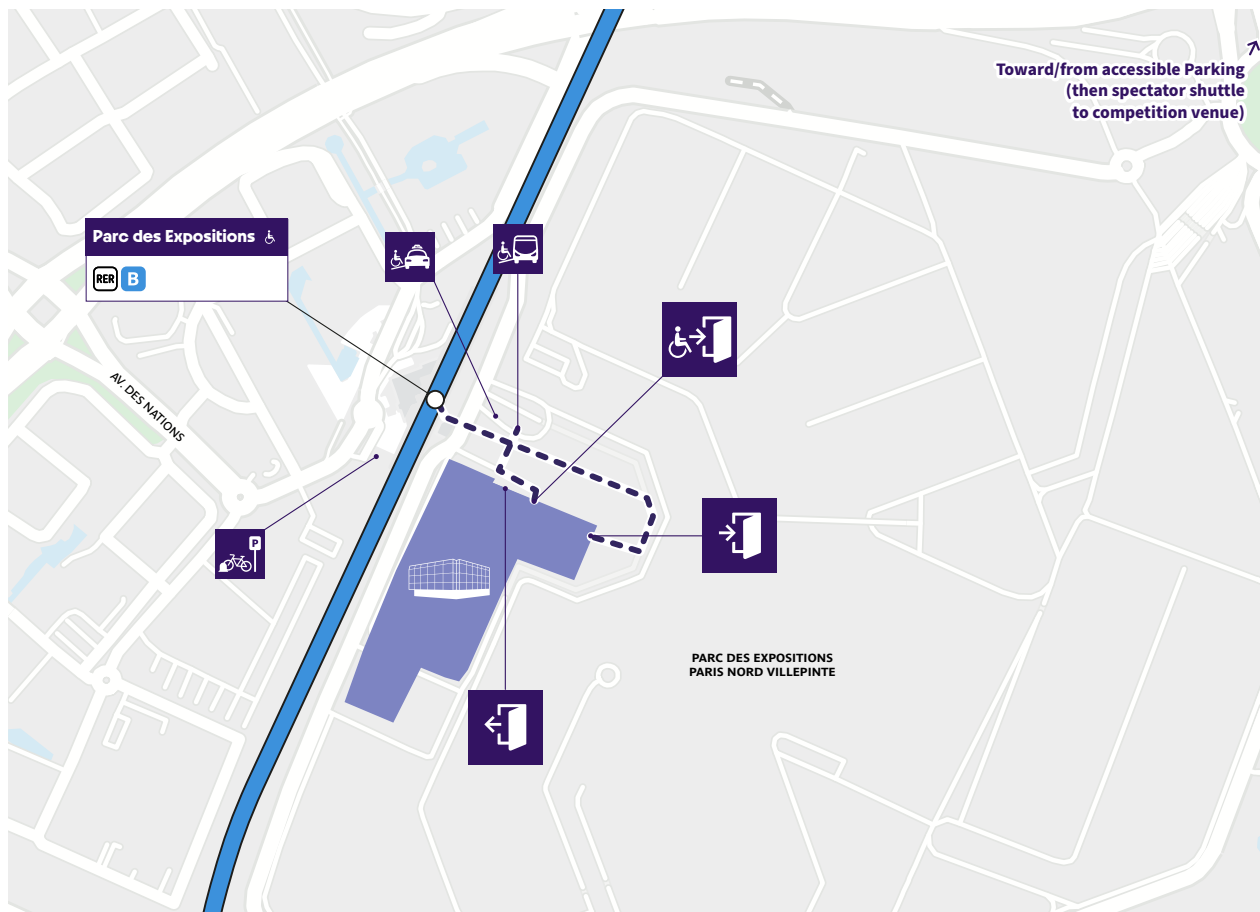 Toward/from accessible Parking
(then spectator shuttle
to competition venue)
Parc des Expositions
RER B
AV. DES NATIONS
P
PARC DES EXPOSITIONS
PARIS NORD VILLEPINTE